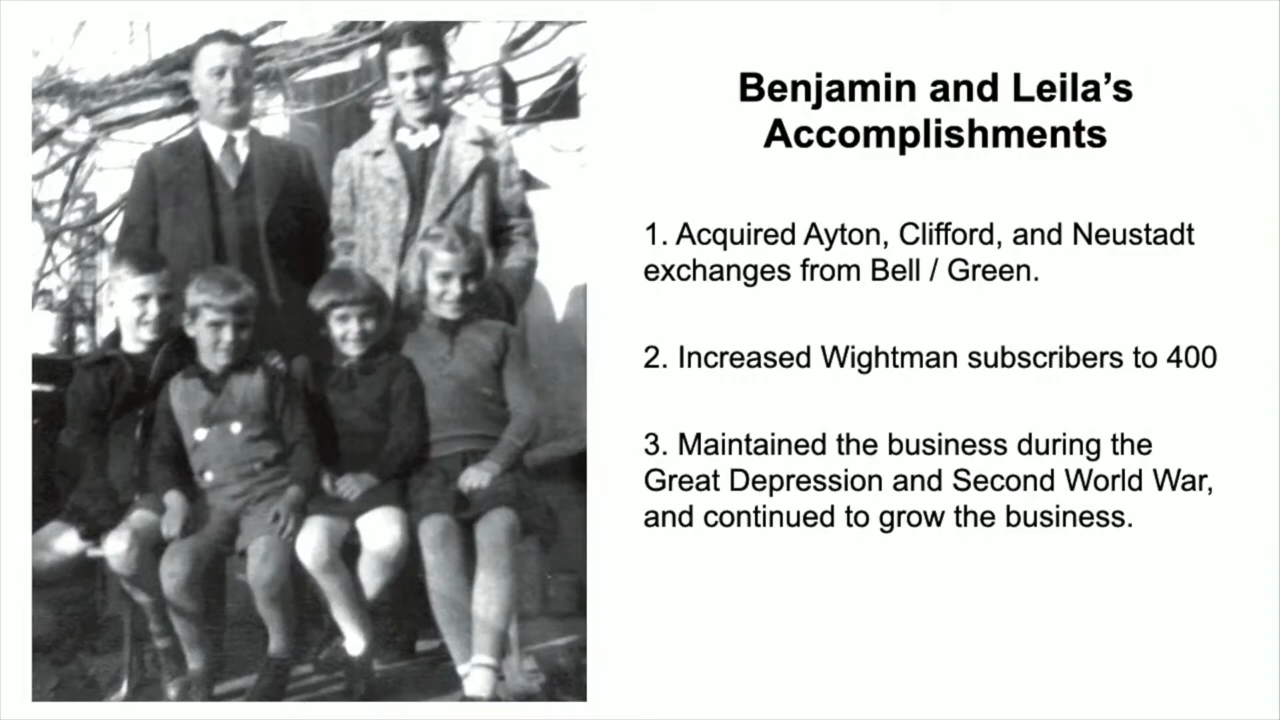 Benjamin and Leila’s
Accomplishments
1. Acquired Ayton, Clifford, and Neustadt
exchanges from Bell / Green.
2. Increased Wightman subscribers to 400
3. Maintained the business during the
Great Depression and Second World War,
and continued to grow the business.